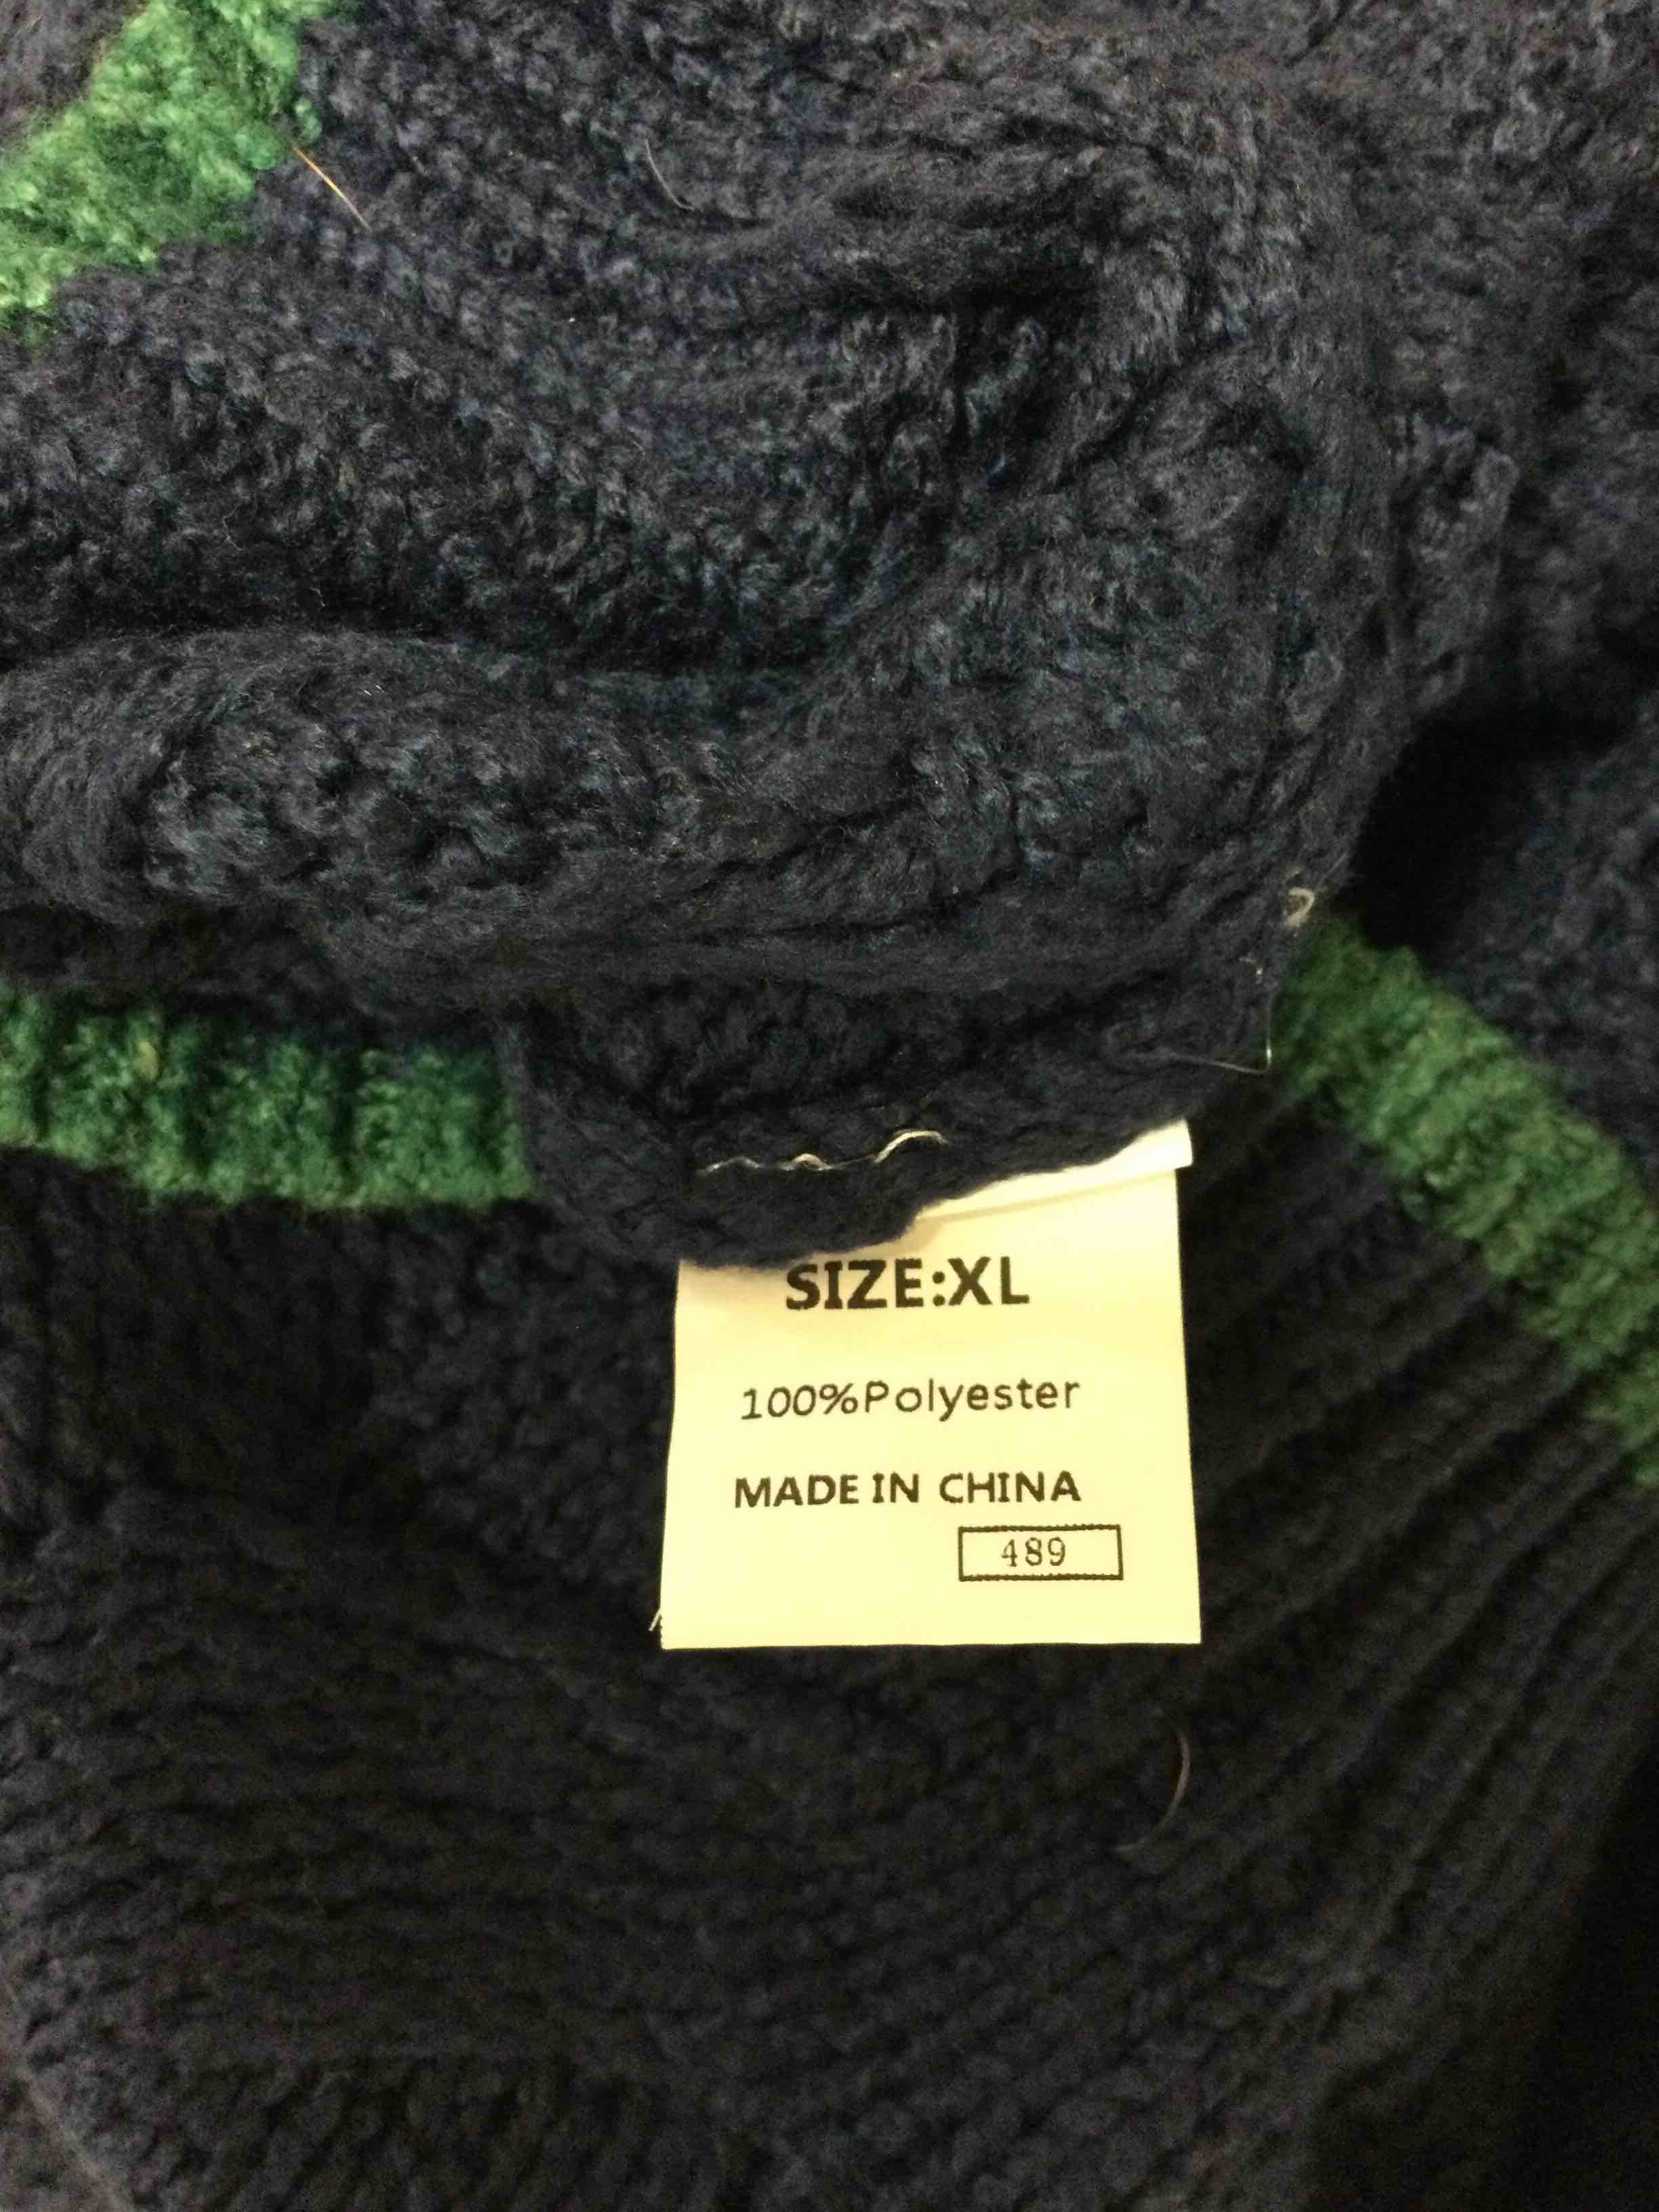 SIZE:XL
100%Polyester
MADE IN CHINA
489